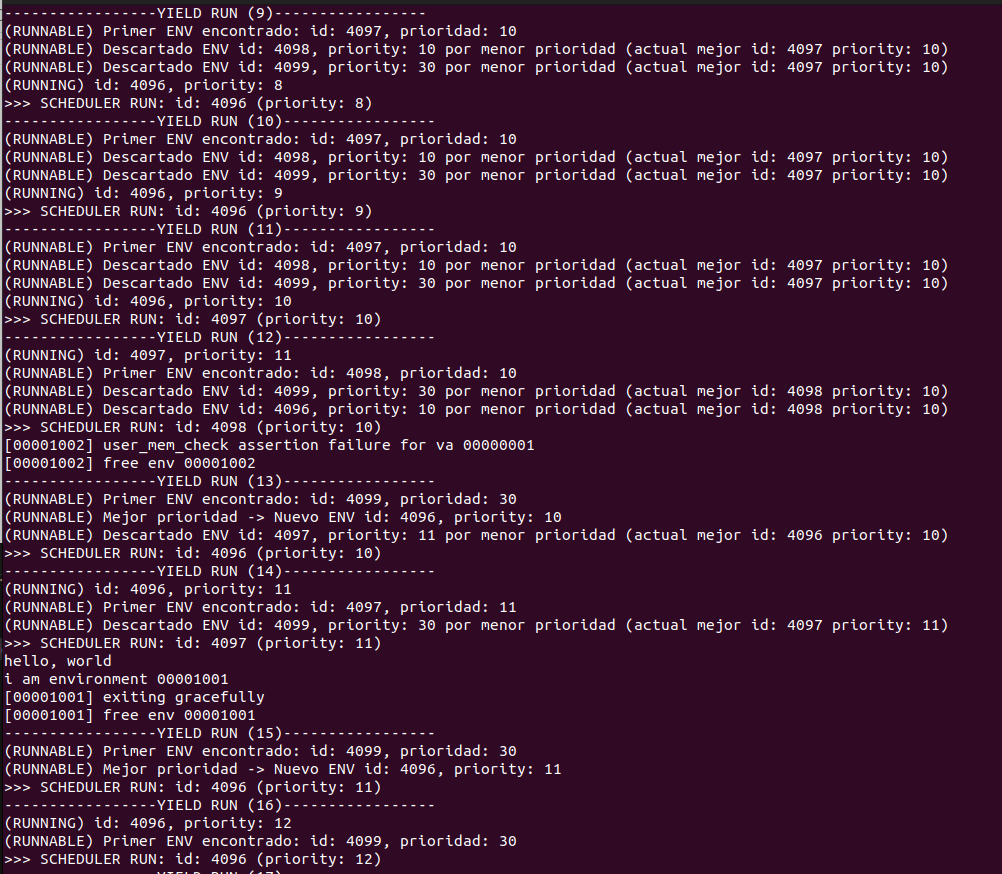 -----------------YIELD RUN (9)-----------------
(RUNNABLE) Primer ENV encontrado: id: 4097, prioridad: 10
(RUNNABLE) Descartado ENV id: 4098, priority: 10 por menor prioridad (actual mejor id: 4097 priority: 10)
(RUNNABLE) Descartado ENV id: 4099, priority: 30 por menor prioridad (actual mejor id: 4097 priority: 10)
(RUNNING) id: 4096, priority: 8
>>> SCHEDULER RUN: id: 4096 (priority: 8)
-----------------YIELD RUN (10)-----------------
(RUNNABLE) Primer ENV encontrado: id: 4097, prioridad: 10
(RUNNABLE) Descartado ENV id: 4098, priority: 10 por menor prioridad (actual mejor id: 4097 priority: 10)
(RUNNABLE) Descartado ENV id: 4099, priority: 30 por menor prioridad (actual mejor id: 4097 priority: 10)
(RUNNING) id: 4096, priority: 9
>>> SCHEDULER RUN: id: 4096 (priority: 9)
-----------------YIELD RUN (11)-----------------
(RUNNABLE) Primer ENV encontrado: id: 4097, prioridad: 10
(RUNNABLE) Descartado ENV id: 4098, priority: 10 por menor prioridad (actual mejor id: 4097 priority: 10)
(RUNNABLE) Descartado ENV id: 4099, priority: 30 por menor prioridad (actual mejor id: 4097 priority: 10)
(RUNNING) id: 4096, priority: 10
>>> SCHEDULER RUN: id: 4097 (priority: 10)
-----------------YIELD RUN (12)-----------------
(RUNNING) id: 4097, priority: 11
(RUNNABLE) Primer ENV encontrado: id: 4098, prioridad: 10
(RUNNABLE) Descartado ENV id: 4099, priority: 30 por menor prioridad (actual mejor id: 4098 priority: 10)
(RUNNABLE) Descartado ENV id: 4096, priority: 10 por menor prioridad (actual mejor id: 4098 priority: 10)
>>> SCHEDULER RUN: id: 4098 (priority: 10)
[00001002] user_mem_check assertion failure for va 00000001
[00001002] free env 00001002
-----------------YIELD RUN (13)-----------------
(RUNNABLE) Primer ENV encontrado: id: 4099, prioridad: 30
(RUNNABLE) Mejor prioridad -> Nuevo ENV id: 4096, priority: 10
(RUNNABLE) Descartado ENV id: 4097, priority: 11 por menor prioridad (actual mejor id: 4096 priority: 10)
>>> SCHEDULER RUN: id: 4096 (priority: 10)
-----------------YIELD RUN (14)-----------------
(RUNNING) id: 4096, priority: 11
(RUNNABLE) Primer ENV encontrado: id: 4097, prioridad: 11
(RUNNABLE) Descartado ENV id: 4099, priority: 30 por menor prioridad (actual mejor id: 4097 priority: 11)
>>> SCHEDULER RUN: id: 4097 (priority: 11)
hello, world
i am environment 00001001
[00001001] exiting gracefully
[00001001] free env 00001001
-----------------YIELD RUN (15)-----------------
(RUNNABLE) Primer ENV encontrado: id: 4099, prioridad: 30
(RUNNABLE) Mejor prioridad -> Nuevo ENV id: 4096, priority: 11
>>> SCHEDULER RUN: id: 4096 (priority: 11)
-----------------YIELD RUN (16)-----------------
(RUNNING) id: 4096, priority: 12
(RUNNABLE) Primer ENV encontrado: id: 4099, prioridad: 30
>>> SCHEDULER RUN: id: 4096 (priority: 12)
-----------------YIELD RUN (17)-----------------